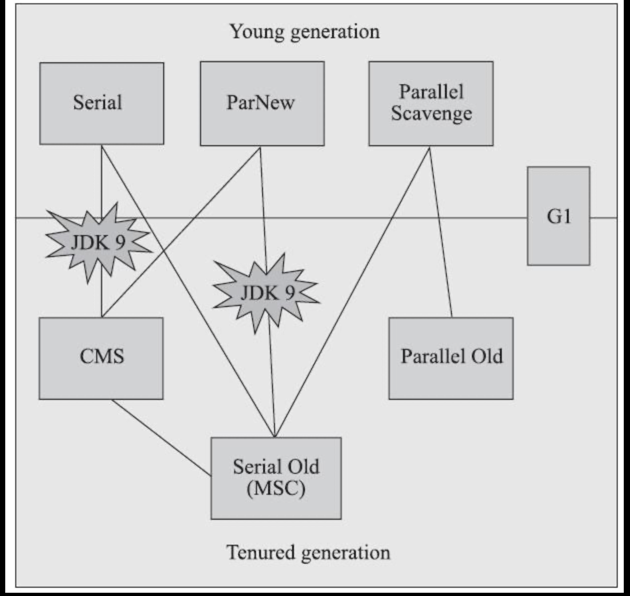 Young generation
Serial
ParNew
Parallel
Scavenge
G1
JDK 9
JDK 9
CMS
Parallel Old
Serial Old
(MSC)
Tenured generation